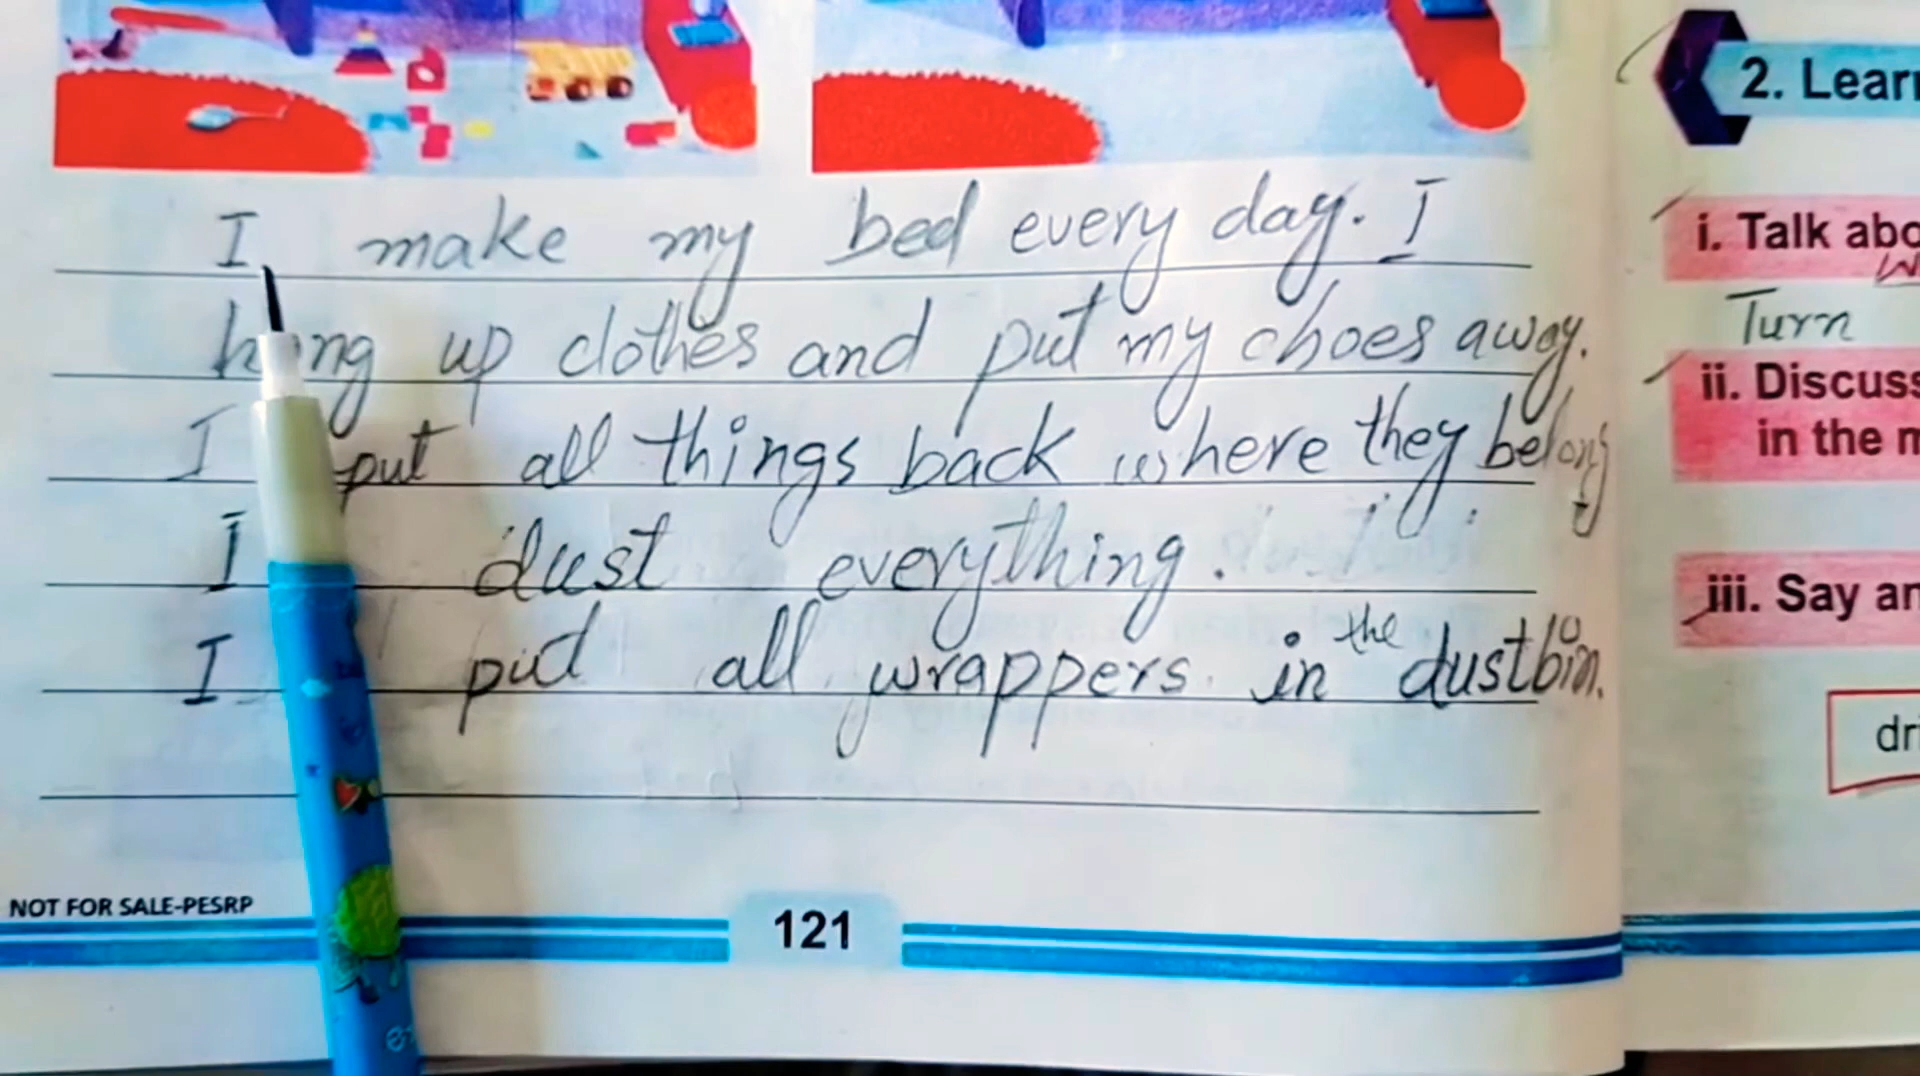 I make my bed every day. I
hang up clothes and put my choes away.
I put all things back where they belong
I dust everything.
I put all wrappers in the dustbin.
NOT FOR SALE-PESRP
121
2. Learn
i. Talk abo
Turn
ii. Discuss
in the m
iii. Say an
dri